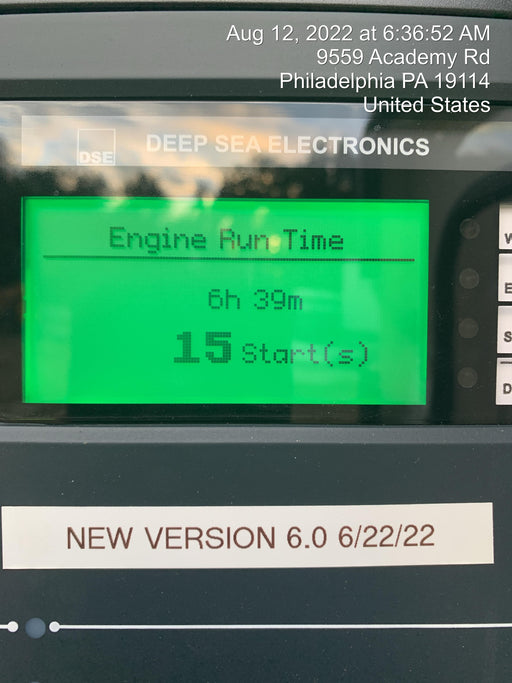 Aug 12, 2022 at 6:36:52 AM
9559 Academy Rd
Philadelphia PA 19114
United States
DSE
DEEP SEA ELECTRONICS
Engine Run Time
6h 39m
15 Start(s)
NEW VERSION 6.0 6/22/22